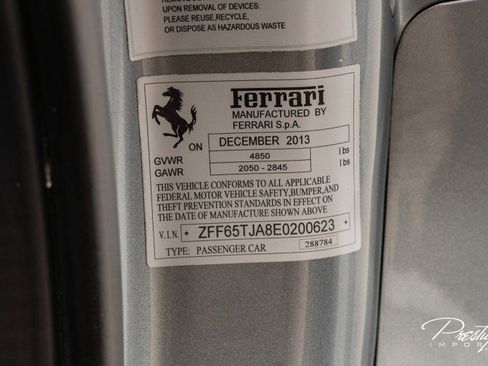 UPON REMOVAL OF DEVICES:
PLEASE REUSE,RECYCLE,
OR DISPOSE AS HAZARDOUS WASTE
Ferrari
MANUFACTURED BY
FERRARI S.p.A.
ON DECEMBER 2013
GVWR 4850 lbs
GAWR 2050 - 2845 lbs
THIS VEHICLE CONFORMS TO ALL APPLICABLE
FEDERAL MOTOR VEHICLE SAFETY,BUMPER,AND
THEFT PREVENTION STANDARDS IN EFFECT ON
THE DATE OF MANUFACTURE SHOWN ABOVE
V.I.N. * ZFF65TJA8E0200623 *
TYPE: PASSENGER CAR 288784